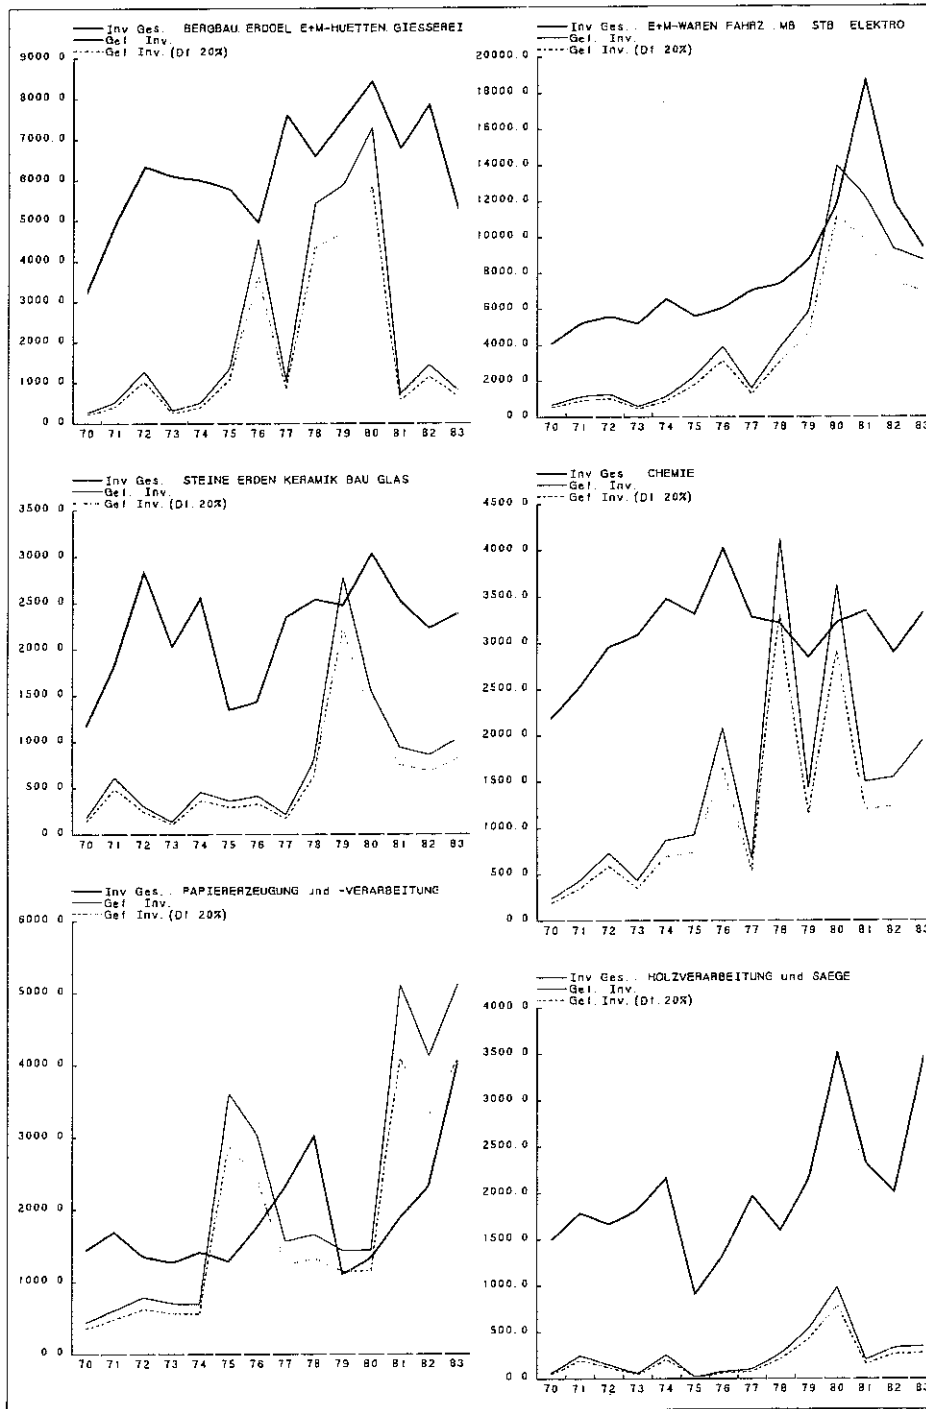 Inv Ges. BERGBAU ERDOEL E+M-HUETTEN GIESSEREI
Gef Inv.
Gef Inv. (Df 20%)
9000 0
8000 0
7000 0
6000 0
5000 0
4000 0
3000 0
2000 0
1000 0
0 0
70 71 72 73 74 75 76 77 78 79 80 81 82 83
Inv Ges.. E+M-WAREN FAHRZ .MB STB ELEKTRO
Gef. Inv.
Gef. Inv. (Df 20%)
20000.0
18000.0
16000.0
14000.0
12000.0
10000.0
8000.0
6000.0
4000.0
2000.0
0.0
70 71 72 73 74 75 76 77 78 79 80 81 82 83
Inv Ges. STEINE ERDEN KERAMIK BAU GLAS
Gef. Inv.
Gef Inv. (Df. 20%)
3500 0
3000 0
2500 0
2000 0
1500 0
1000 0
500 0
0 0
70 71 72 73 74 75 76 77 78 79 80 81 82 83
Inv Ges CHEMIE
Gef. Inv.
Gef Inv. (Df. 20%)
4500 0
4000 0
3500.0
3000.0
2500.0
2000 0
1500 0
1000 0
500 0
0 0
70 71 72 73 74 75 76 77 78 79 80 81 82 83
Inv Ges.. PAPIERERZEUGUNG und -VERARBEITUNG
Gef Inv.
Gef Inv. (Df 20%)
6000 0
5000 0
4000 0
3000 0
2000 0
1000 0
0 0
70 71 72 73 74 75 76 77 78 79 80 81 82 83
Inv Ges.. HOLZVERARBEITUNG und SAEGE
Gef. Inv.
Gef. Inv. (Df. 20%)
4000 0
3500.0
3000.0
2500.0
2000.0
1500.0
1000.0
500.0
0 0
70 71 72 73 74 75 76 77 78 79 80 81 82 83